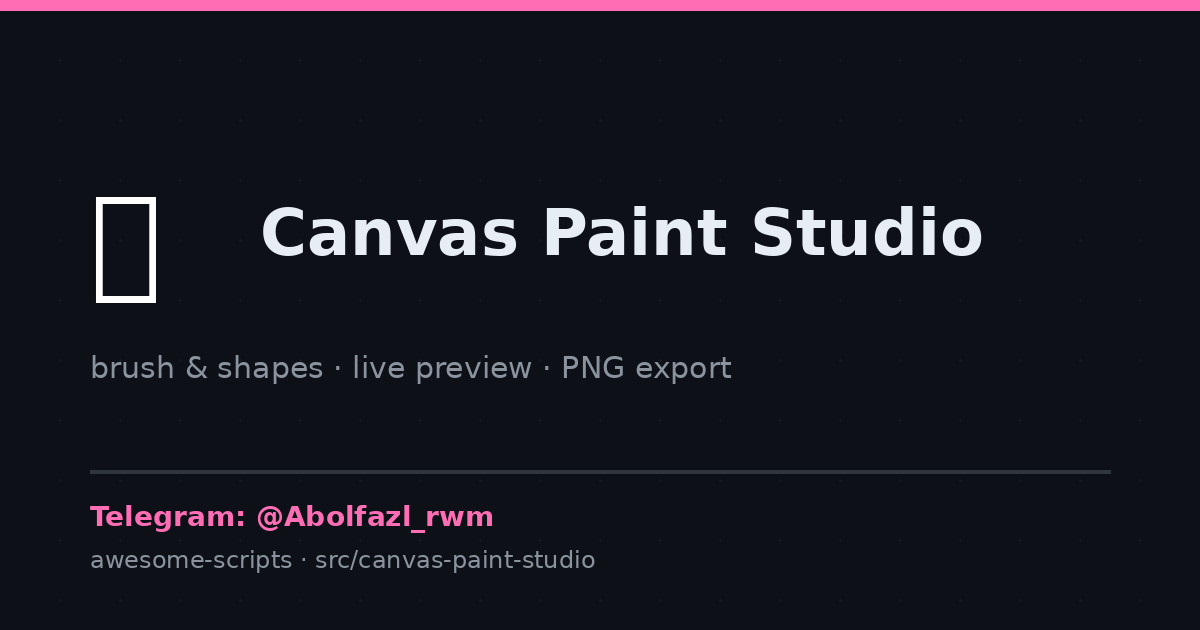 Canvas Paint Studio
brush & shapes · live preview · PNG export
Telegram: @Abolfazl_rwm
awesome-scripts · src/canvas-paint-studio